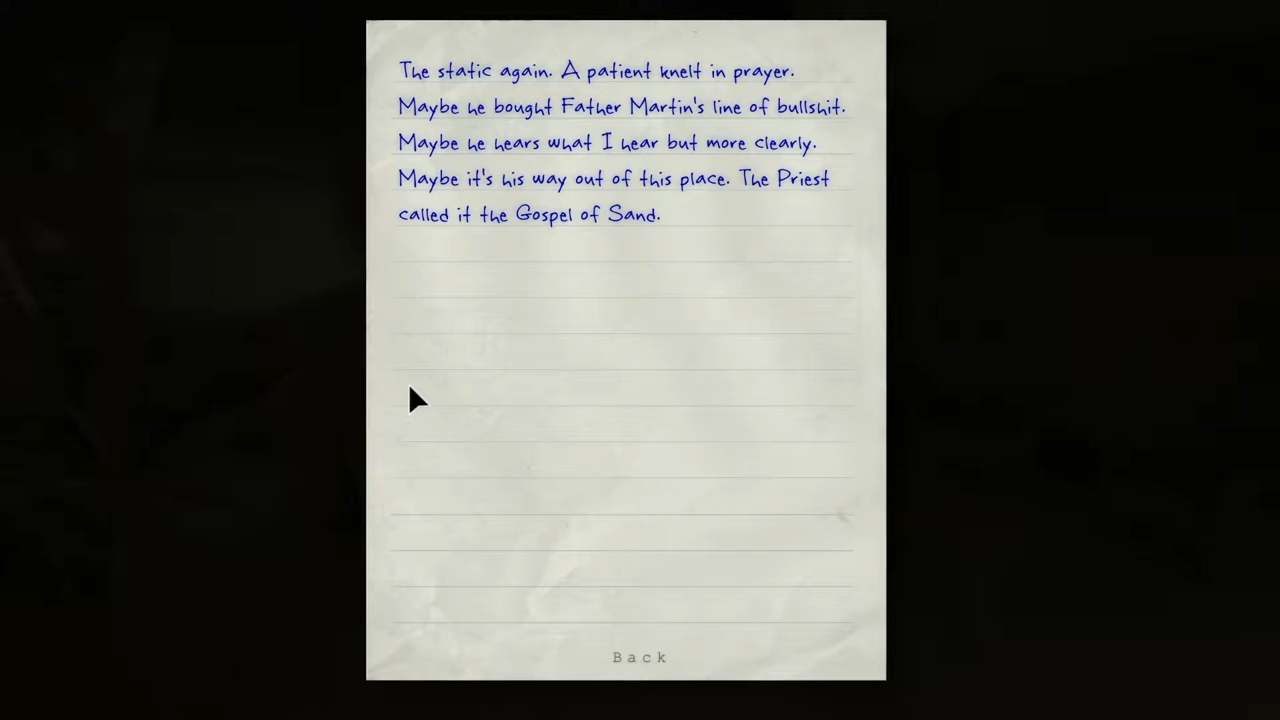 The static again. A patient knelt in prayer.
Maybe he bought Father Martin's line of bullshit.
Maybe he hears what I hear but more clearly.
Maybe it's his way out of this place. The Priest
called it the Gospel of Sand.
Back